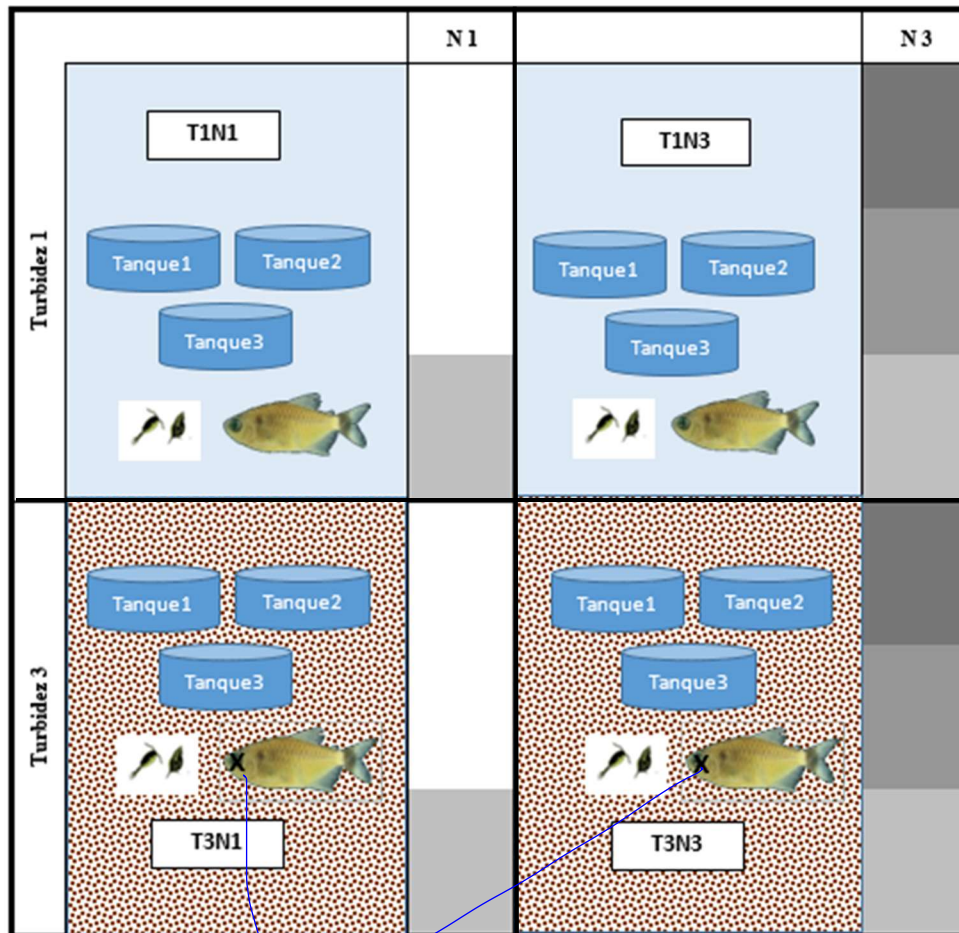 N 1
N 3
Turbidez 1
T1N1
Tanque1
Tanque2
Tanque3
T1N3
Tanque1
Tanque2
Tanque3
Turbidez 3
Tanque1
Tanque2
Tanque3
X
T3N1
Tanque1
Tanque2
Tanque3
X
T3N3